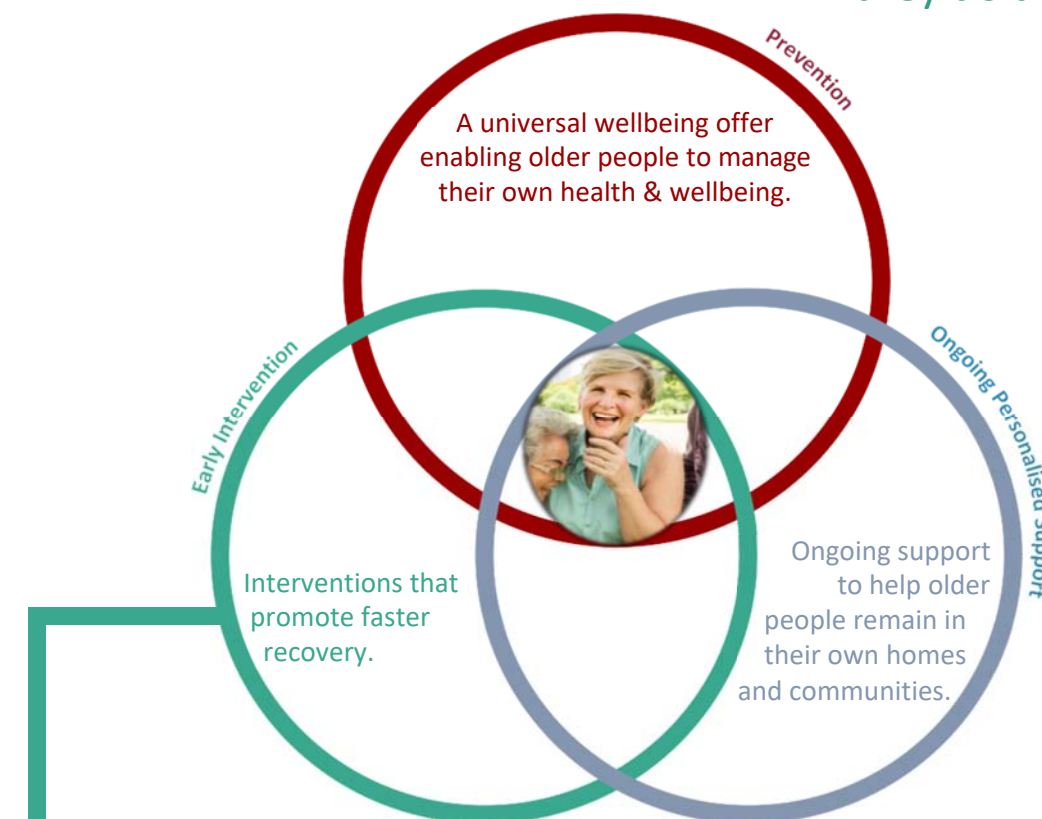 Prevention
A universal wellbeing offer
enabling older people to manage
their own health & wellbeing.
Early Intervention
Ongoing Personalised Support
Interventions that
promote faster
recovery.
Ongoing support
to help older
people remain in
their own homes
and communities.